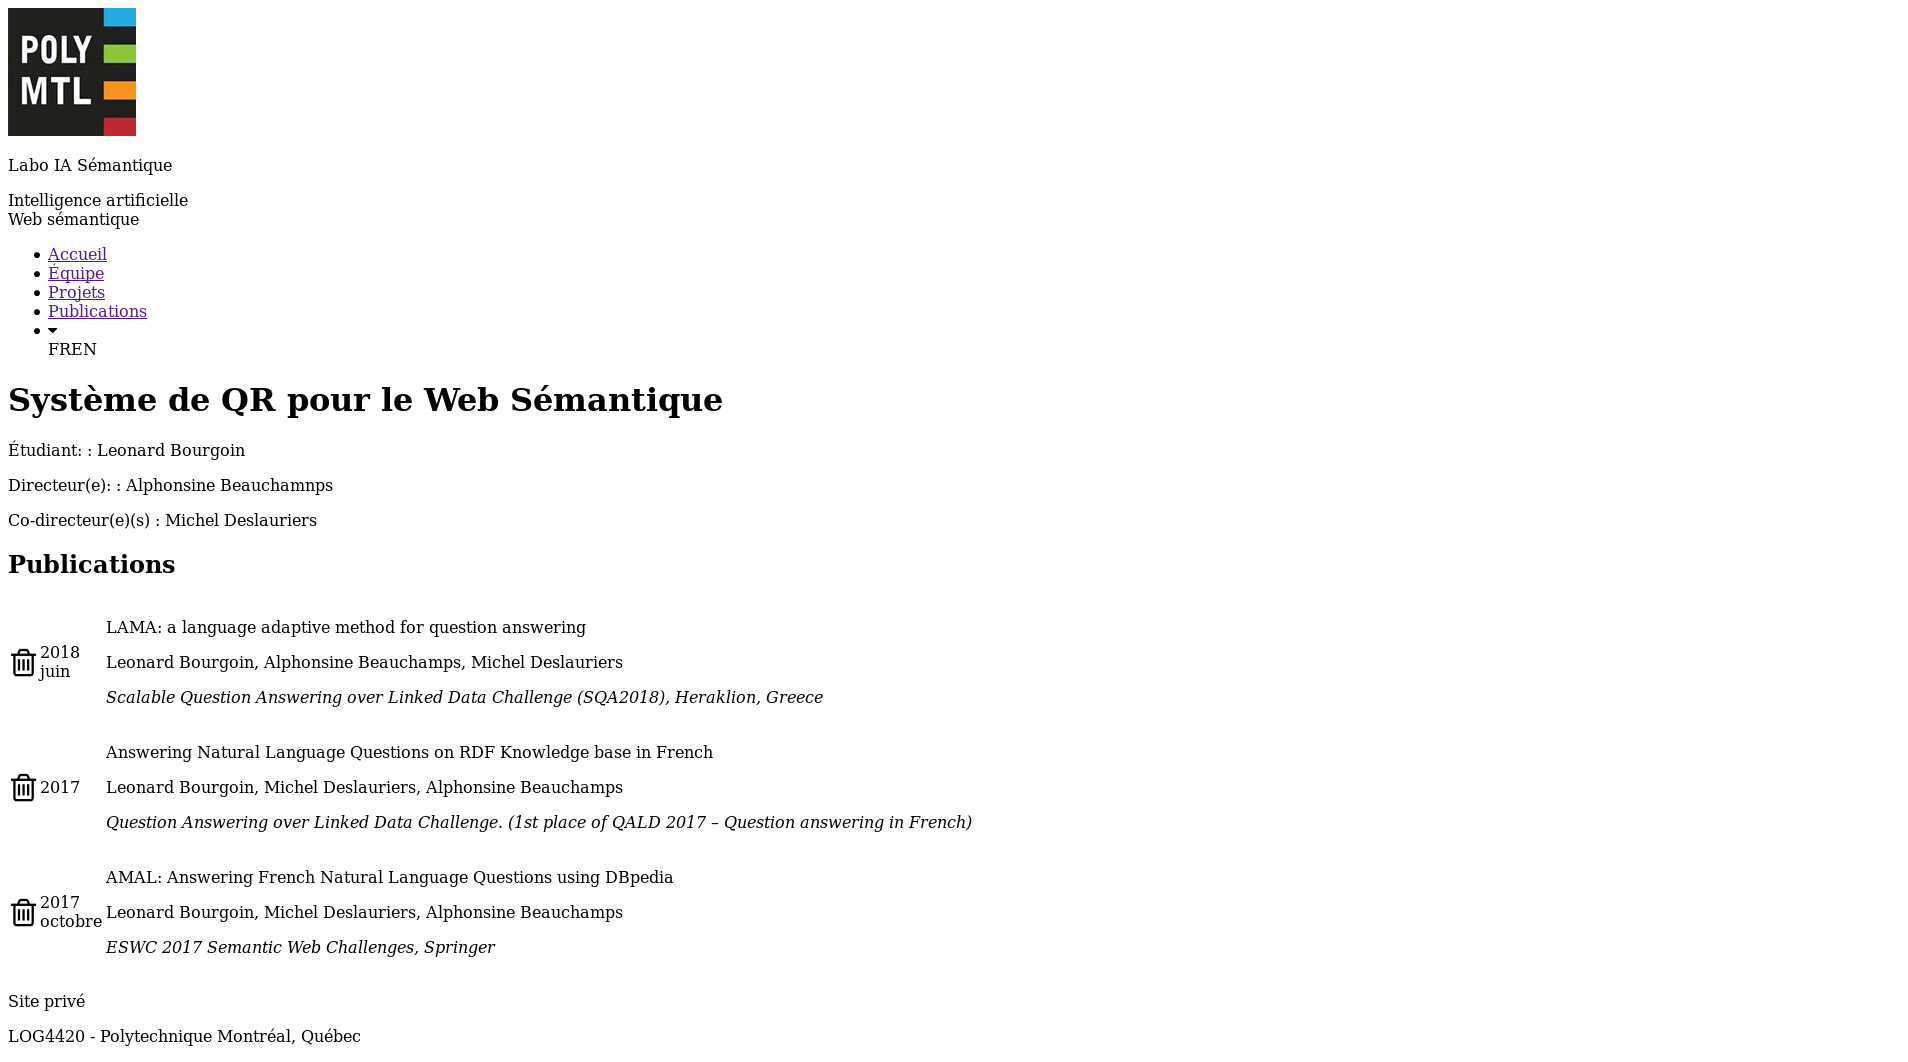 POLY
MTL
Labo IA Sémantique
Intelligence artificielle
Web sémantique
Accueil
Équipe
Projets
Publications
FREN
Système de QR pour le Web Sémantique
Étudiant: : Leonard Bourgoin
Directeur(e): : Alphonsine Beauchamnps
Co-directeur(e)(s) : Michel Deslauriers
Publications
2018
juin
LAMA: a language adaptive method for question answering
Leonard Bourgoin, Alphonsine Beauchamps, Michel Deslauriers
Scalable Question Answering over Linked Data Challenge (SQA2018), Heraklion, Greece
2017
Answering Natural Language Questions on RDF Knowledge base in French
Leonard Bourgoin, Michel Deslauriers, Alphonsine Beauchamps
Question Answering over Linked Data Challenge. (1st place of QALD 2017 – Question answering in French)
2017
octobre
AMAL: Answering French Natural Language Questions using DBpedia
Leonard Bourgoin, Michel Deslauriers, Alphonsine Beauchamps
ESWC 2017 Semantic Web Challenges, Springer
Site privé
LOG4420 - Polytechnique Montréal, Québec